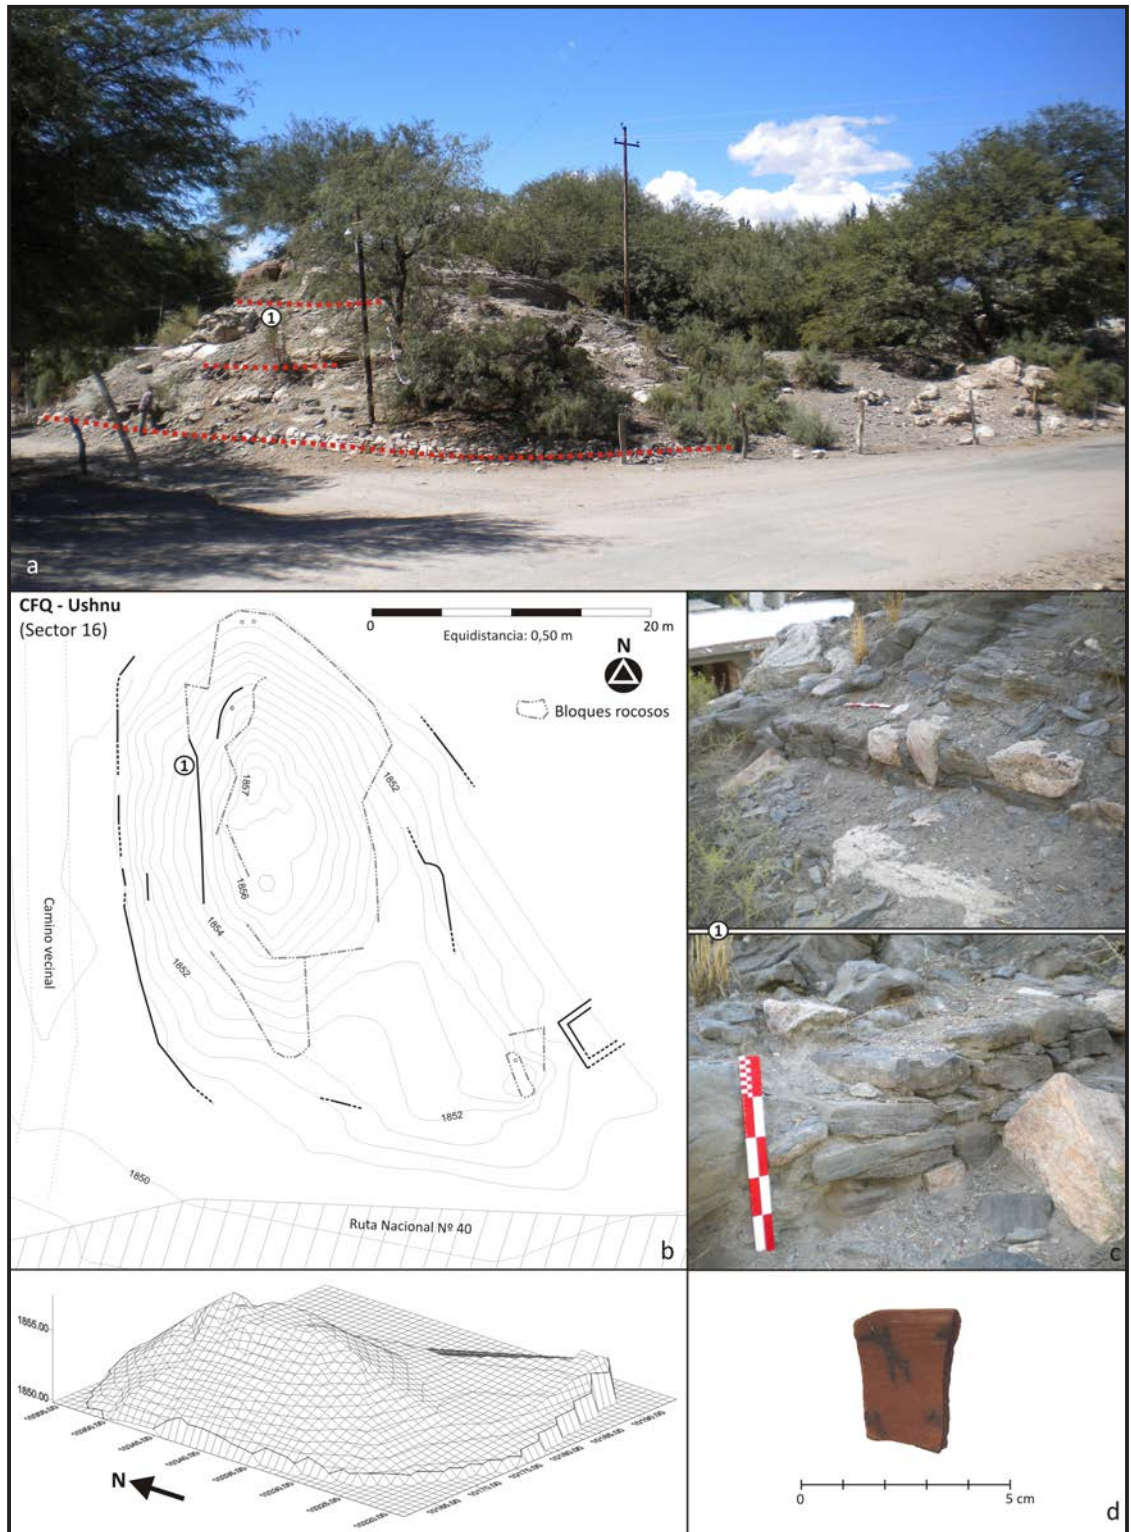 1
a
CFQ - Ushnu
(Sector 16)
0 20 m
Equidistancia: 0,50 m
N
Bloques rocosos
1
1857
1852
1856
1854
1852
1852
1850
Camino vecinal
Ruta Nacional Nº 40
b
1
c
1855.00
1850.00
N
0 5 cm
d